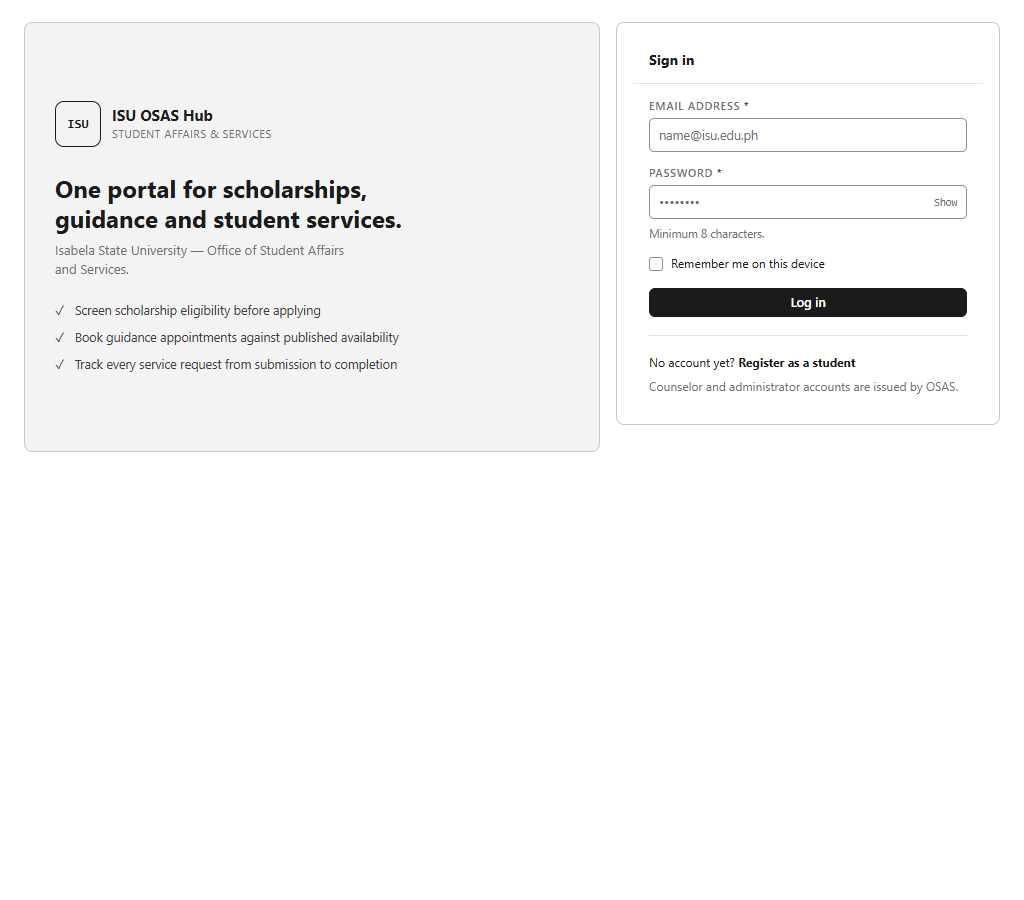 ISU
ISU OSAS Hub
STUDENT AFFAIRS & SERVICES
One portal for scholarships,
guidance and student services.
Isabela State University — Office of Student Affairs
and Services.
✓ Screen scholarship eligibility before applying
✓ Book guidance appointments against published availability
✓ Track every service request from submission to completion
Sign in
EMAIL ADDRESS *
name@isu.edu.ph
PASSWORD *
•••••••• Show
Minimum 8 characters.
Remember me on this device
Log in
No account yet? Register as a student
Counselor and administrator accounts are issued by OSAS.